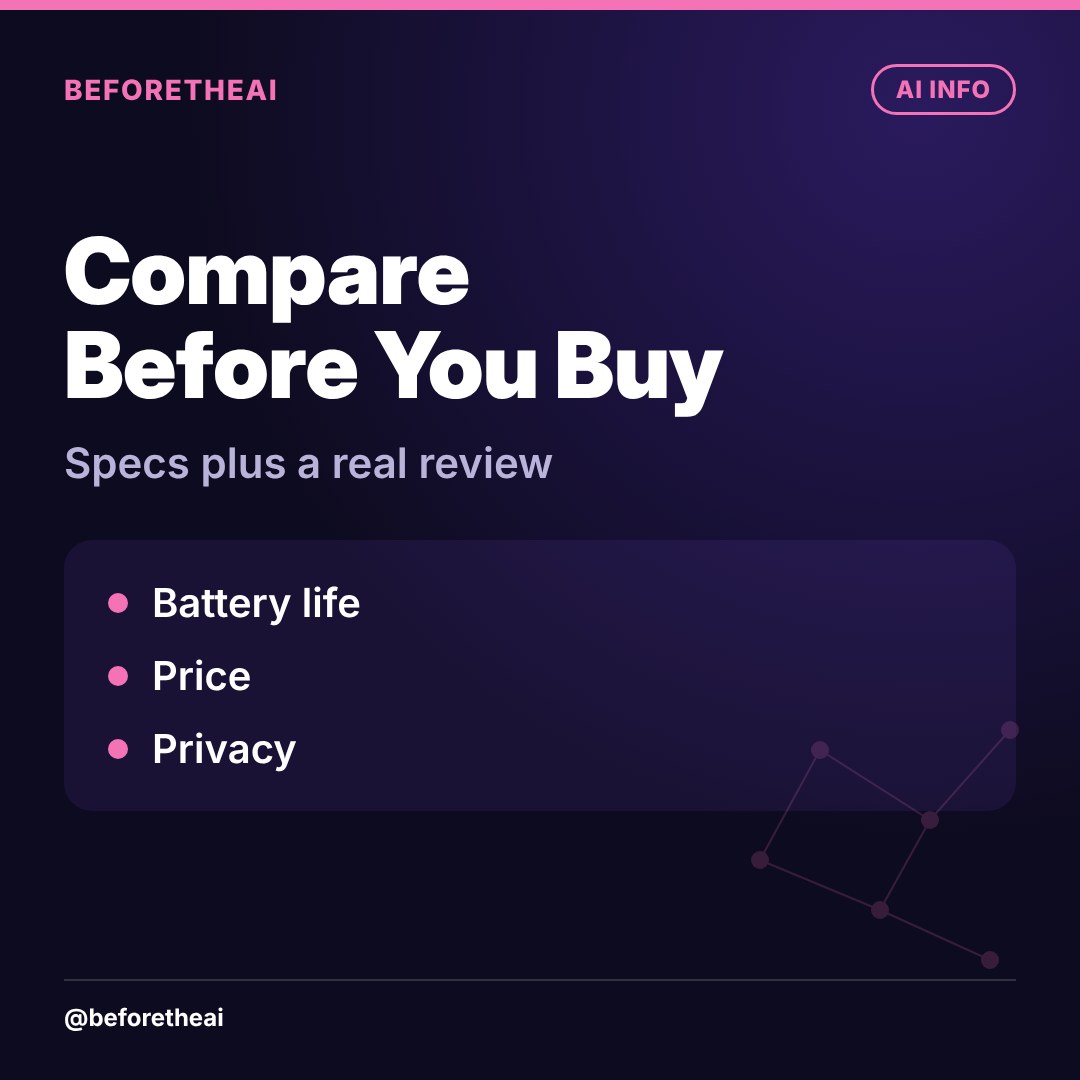 BEFORETHEAI
AI INFO
Compare
Before You Buy
Specs plus a real review
Battery life
Price
Privacy
@beforetheai